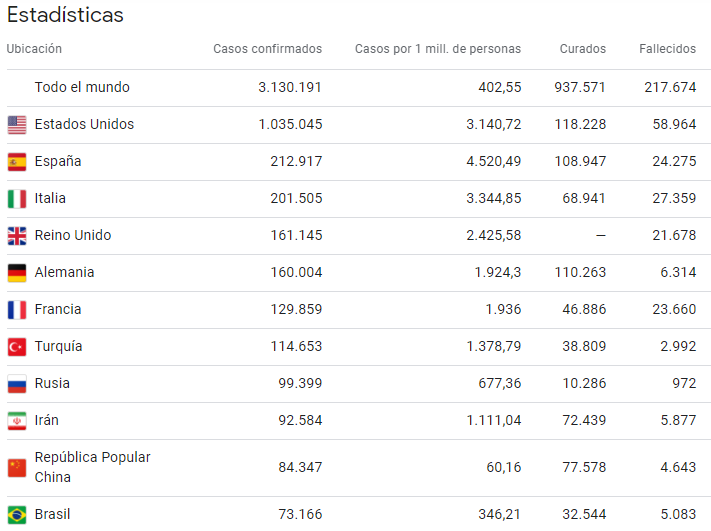 Estadísticas
Ubicación Casos confirmados Casos por 1 mill. de personas Curados Fallecidos
Todo el mundo 3.130.191 402,55 937.571 217.674
Estados Unidos 1.035.045 3.140,72 118.228 58.964
España 212.917 4.520,49 108.947 24.275
Italia 201.505 3.344,85 68.941 27.359
Reino Unido 161.145 2.425,58 — 21.678
Alemania 160.004 1.924,3 110.263 6.314
Francia 129.859 1.936 46.886 23.660
Turquía 114.653 1.378,79 38.809 2.992
Rusia 99.399 677,36 10.286 972
Irán 92.584 1.111,04 72.439 5.877
República Popular
China 84.347 60,16 77.578 4.643
Brasil 73.166 346,21 32.544 5.083